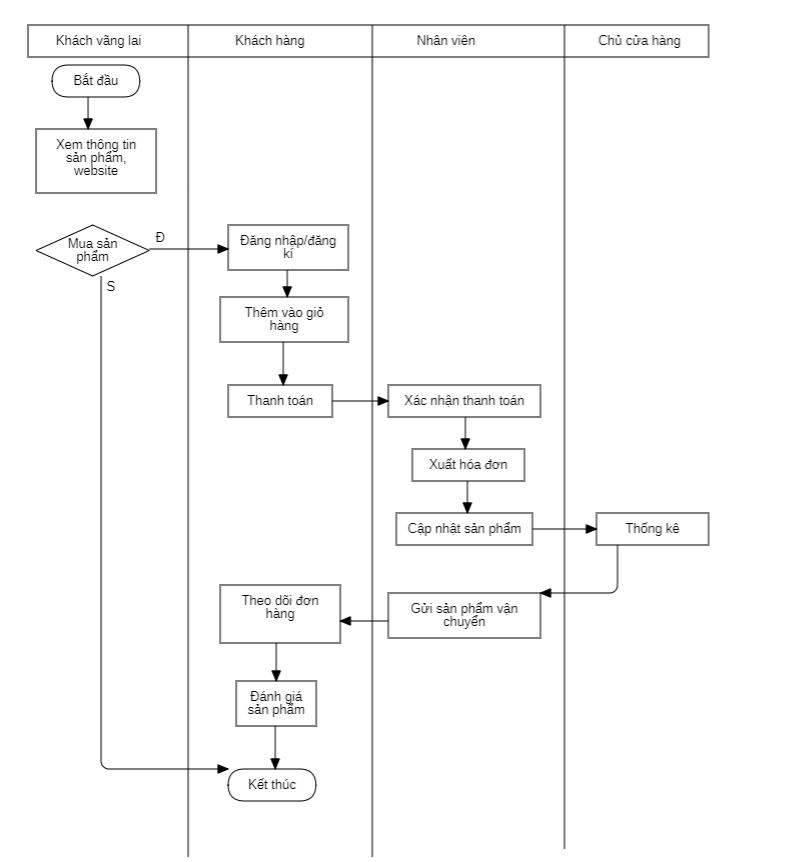 Khách vãng lai
Khách hàng
Nhân viên
Chủ cửa hàng
Bắt đầu
Xem thông tin
sản phẩm,
website
Mua sản
phẩm
Đ
S
Đăng nhập/đăng
kí
Thêm vào giỏ
hàng
Thanh toán
Xác nhận thanh toán
Xuất hóa đơn
Cập nhật sản phẩm
Thống kê
Gửi sản phẩm vận
chuyển
Theo dõi đơn
hàng
Đánh giá
sản phẩm
Kết thúc